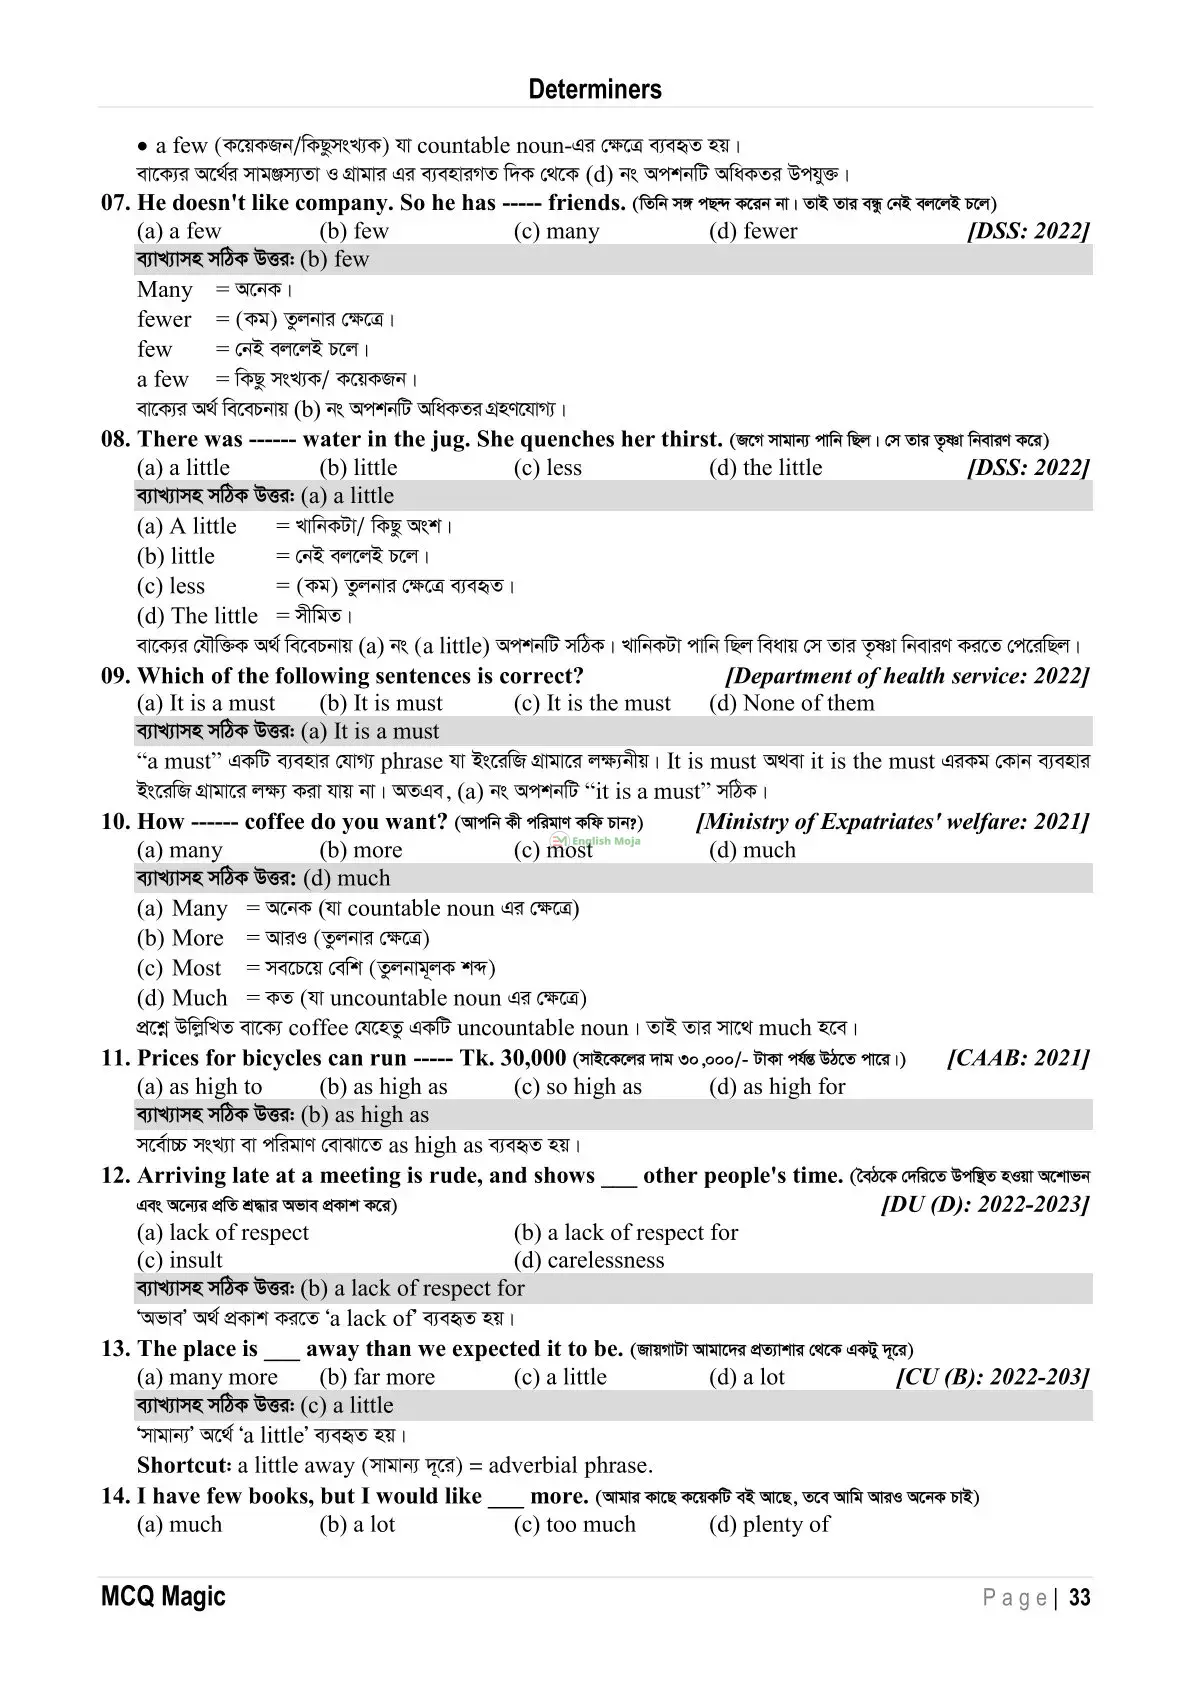 Determiners
• a few (কয়েকজন/কিছুসংখ্যক) যা countable noun-এর ক্ষেত্রে ব্যবহৃত হয়।
বাক্যের অর্থের সামঞ্জস্যতা ও গ্রামার এর ব্যবহারগত দিক থেকে (d) নং অপশনটি অধিকতর উপযুক্ত।
07. He doesn't like company. So he has ----- friends. (তিনি সঙ্গ পছন্দ করেন না। তাই তার বন্ধু নেই বললেই চলে)
(a) a few (b) few (c) many (d) fewer [DSS: 2022]
ব্যাখ্যাসহ সঠিক উত্তর: (b) few
Many = অনেক।
fewer = (কম) তুলনার ক্ষেত্রে।
few = নেই বললেই চলে।
a few = কিছু সংখ্যক/ কয়েকজন।
বাক্যের অর্থ বিবেচনায় (b) নং অপশনটি অধিকতর গ্রহণযোগ্য।
08. There was ------ water in the jug. She quenches her thirst. (জগে সামান্য পানি ছিল। সে তার তৃষ্ণা নিবারণ করে)
(a) a little (b) little (c) less (d) the little [DSS: 2022]
ব্যাখ্যাসহ সঠিক উত্তর: (a) a little
(a) A little = খানিকটা/ কিছু অংশ।
(b) little = নেই বললেই চলে।
(c) less = (কম) তুলনার ক্ষেত্রে ব্যবহৃত।
(d) The little = সীমিত।
বাক্যের যৌক্তিক অর্থ বিবেচনায় (a) নং (a little) অপশনটি সঠিক। খানিকটা পানি ছিল বিধায় সে তার তৃষ্ণা নিবারণ করতে পেরেছিল।
09. Which of the following sentences is correct? [Department of health service: 2022]
(a) It is a must (b) It is must (c) It is the must (d) None of them
ব্যাখ্যাসহ সঠিক উত্তর: (a) It is a must
“a must” একটি ব্যবহার যোগ্য phrase যা ইংরেজি গ্রামারে লক্ষ্যনীয়। It is must অথবা it is the must এরকম কোন ব্যবহার
ইংরেজি গ্রামারে লক্ষ্য করা যায় না। অতএব, (a) নং অপশনটি “it is a must” সঠিক।
10. How ------ coffee do you want? (আপনি কী পরিমাণ কফি চান?) [Ministry of Expatriates' welfare: 2021]
English Moja
(a) many (b) more (c) most (d) much
ব্যাখ্যাসহ সঠিক উত্তর: (d) much
(a) Many = অনেক (যা countable noun এর ক্ষেত্রে)
(b) More = আরও (তুলনার ক্ষেত্রে)
(c) Most = সবচেয়ে বেশি (তুলনামূলক শব্দ)
(d) Much = কত (যা uncountable noun এর ক্ষেত্রে)
প্রশ্নে উল্লিখিত বাক্যে coffee যেহেতু একটি uncountable noun। তাই তার সাথে much হবে।
11. Prices for bicycles can run ----- Tk. 30,000 (সাইকেলের দাম ৩০,০০০/- টাকা পর্যন্ত উঠতে পারে।) [CAAB: 2021]
(a) as high to (b) as high as (c) so high as (d) as high for
ব্যাখ্যাসহ সঠিক উত্তর: (b) as high as
সর্বোচ্চ সংখ্যা বা পরিমাণ বোঝাতে as high as ব্যবহৃত হয়।
12. Arriving late at a meeting is rude, and shows ___ other people's time. (বৈঠকে দেরিতে উপস্থিত হওয়া অশোভন
এবং অন্যের প্রতি শ্রদ্ধার অভাব প্রকাশ করে) [DU (D): 2022-2023]
(a) lack of respect (b) a lack of respect for
(c) insult (d) carelessness
ব্যাখ্যাসহ সঠিক উত্তর: (b) a lack of respect for
‘অভাব’ অর্থ প্রকাশ করতে ‘a lack of’ ব্যবহৃত হয়।
13. The place is ___ away than we expected it to be. (জায়গাটা আমাদের প্রত্যাশার থেকে একটু দূরে)
(a) many more (b) far more (c) a little (d) a lot [CU (B): 2022-203]
ব্যাখ্যাসহ সঠিক উত্তর: (c) a little
‘সামান্য’ অর্থে ‘a little’ ব্যবহৃত হয়।
Shortcut: a little away (সামান্য দূরে) = adverbial phrase.
14. I have few books, but I would like ___ more. (আমার কাছে কয়েকটি বই আছে, তবে আমি আরও অনেক চাই)
(a) much (b) a lot (c) too much (d) plenty of
MCQ Magic Page| 33